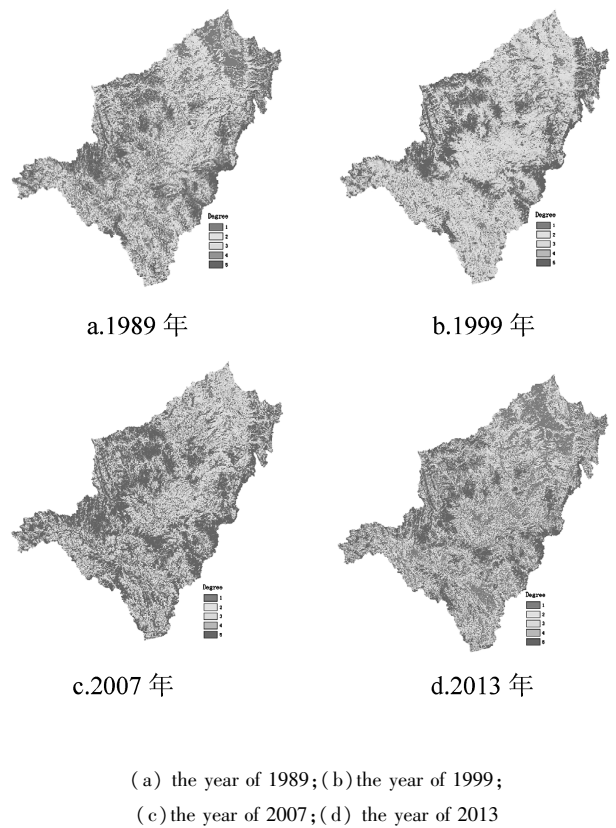 Degree
1
2
3
4
5
Degree
1
2
3
4
5
a.1989 年
b.1999 年
Degree
1
2
3
4
5
Degree
1
2
3
4
5
c.2007 年
d.2013 年
(a) the year of 1989;(b)the year of 1999;
(c)the year of 2007;(d) the year of 2013